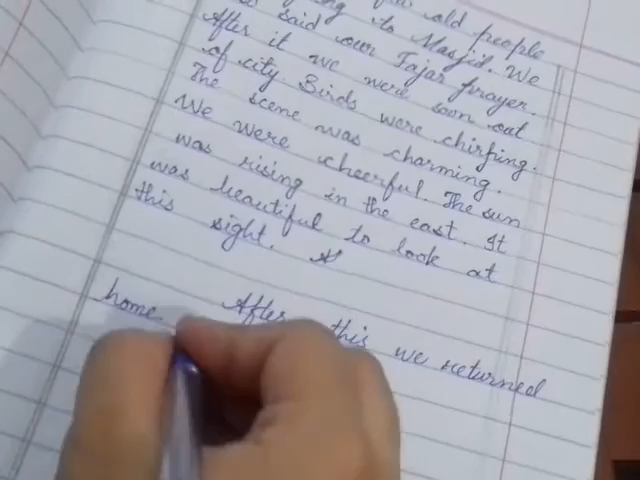 old people
to Masjid. We
said our Fajar prayer.
After it we were soon out
of city. Birds were chirping.
The scene was charming.
We were cheerful. The sun
was rising in the east. It
was beautiful to look at
this sight.
After this we returned
home